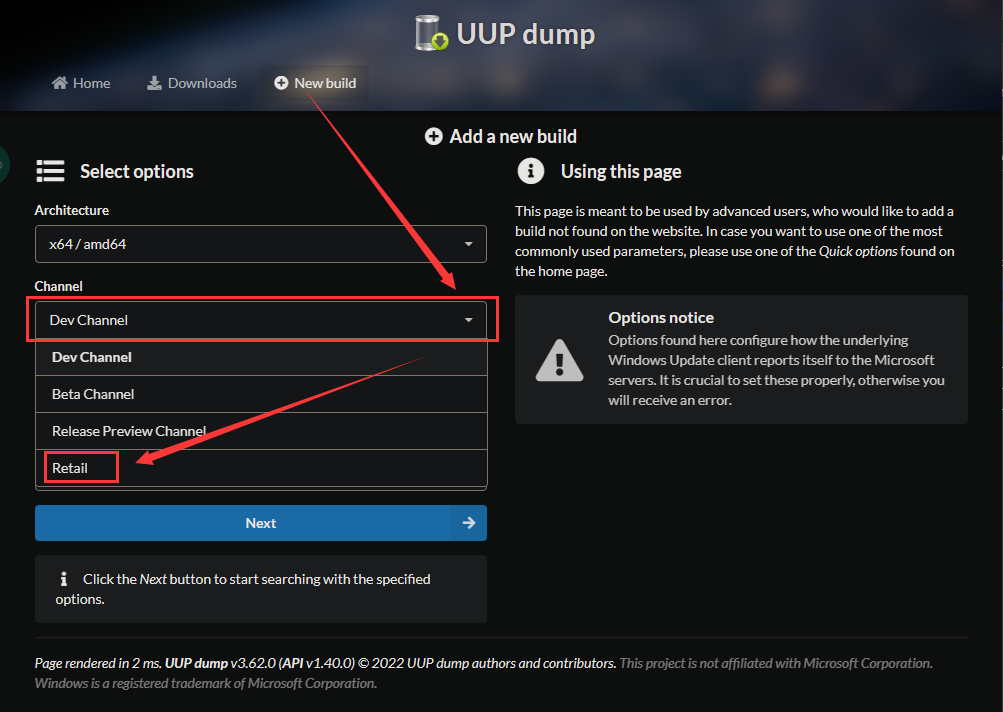 UUP dump
Home
Downloads
New build
Add a new build
Select options
Architecture
x64 / amd64
Channel
Dev Channel
Dev Channel
Beta Channel
Release Preview Channel
Retail
Next
Click the Next button to start searching with the specified
options.
Using this page
This page is meant to be used by advanced users, who would like to add a
build not found on the website. In case you want to use one of the most
commonly used parameters, please use one of the Quick options found on
the home page.
Options notice
Options found here configure how the underlying
Windows Update client reports itself to the Microsoft
servers. It is crucial to set these properly, otherwise you
will receive an error.
Page rendered in 2 ms. UUP dump v3.62.0 (API v1.40.0) © 2022 UUP dump authors and contributors. This project is not affiliated with Microsoft Corporation.
Windows is a registered trademark of Microsoft Corporation.